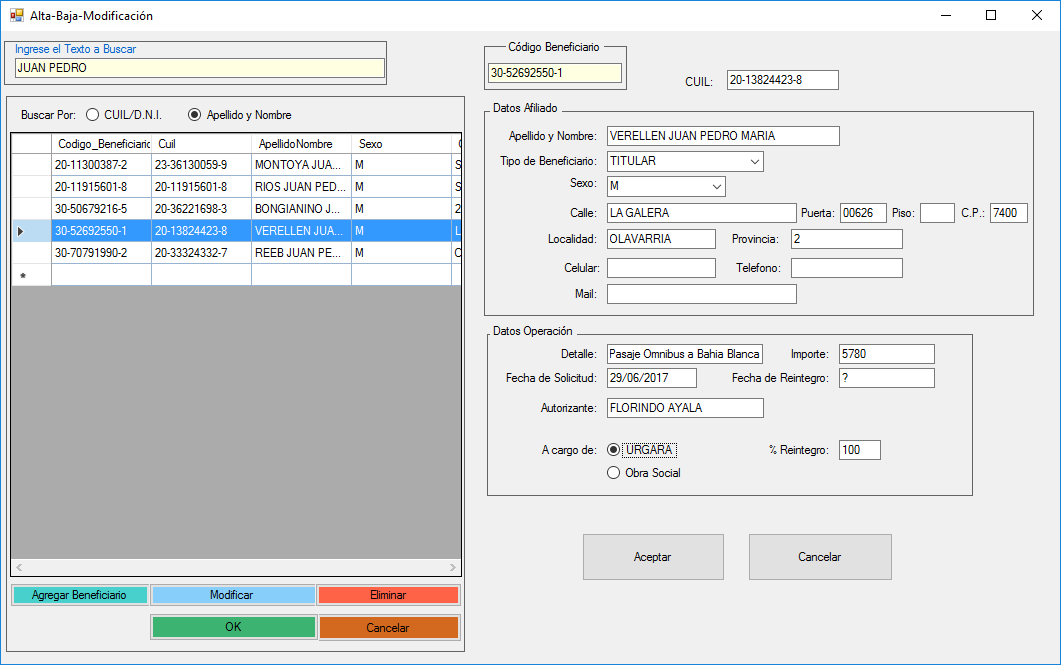 Alta-Baja-Modificación
Ingrese el Texto a Buscar
JUAN PEDRO
Buscar Por: CUIL/D.N.I. Apellido y Nombre
Codigo_Beneficiario Cuil ApellidoNombre Sexo
20-11300387-2 23-36130059-9 MONTOYA JUA... M S
20-11915601-8 20-11915601-8 RIOS JUAN PED... M S
30-50679216-5 20-36221698-3 BONGIANINO J... M 2
30-52692550-1 20-13824423-8 VERELLEN JUA... M L
30-70791990-2 20-33324332-7 REEB JUAN PE... M
Agregar Beneficiario Modificar Eliminar
OK Cancelar
Código Beneficiario
30-52692550-1
CUIL: 20-13824423-8
Datos Afiliado
Apellido y Nombre: VERELLEN JUAN PEDRO MARIA
Tipo de Beneficiario: TITULAR
Sexo: M
Calle: LA GALERA Puerta: 00626 Piso: C.P.: 7400
Localidad: OLAVARRIA Provincia: 2
Celular: Telefono:
Mail:
Datos Operación
Detalle: Pasaje Omnibus a Bahia Blanca Importe: 5780
Fecha de Solicitud: 29/06/2017 Fecha de Reintegro: ?
Autorizante: FLORINDO AYALA
A cargo de: URGARA % Reintegro: 100
Obra Social
Aceptar Cancelar